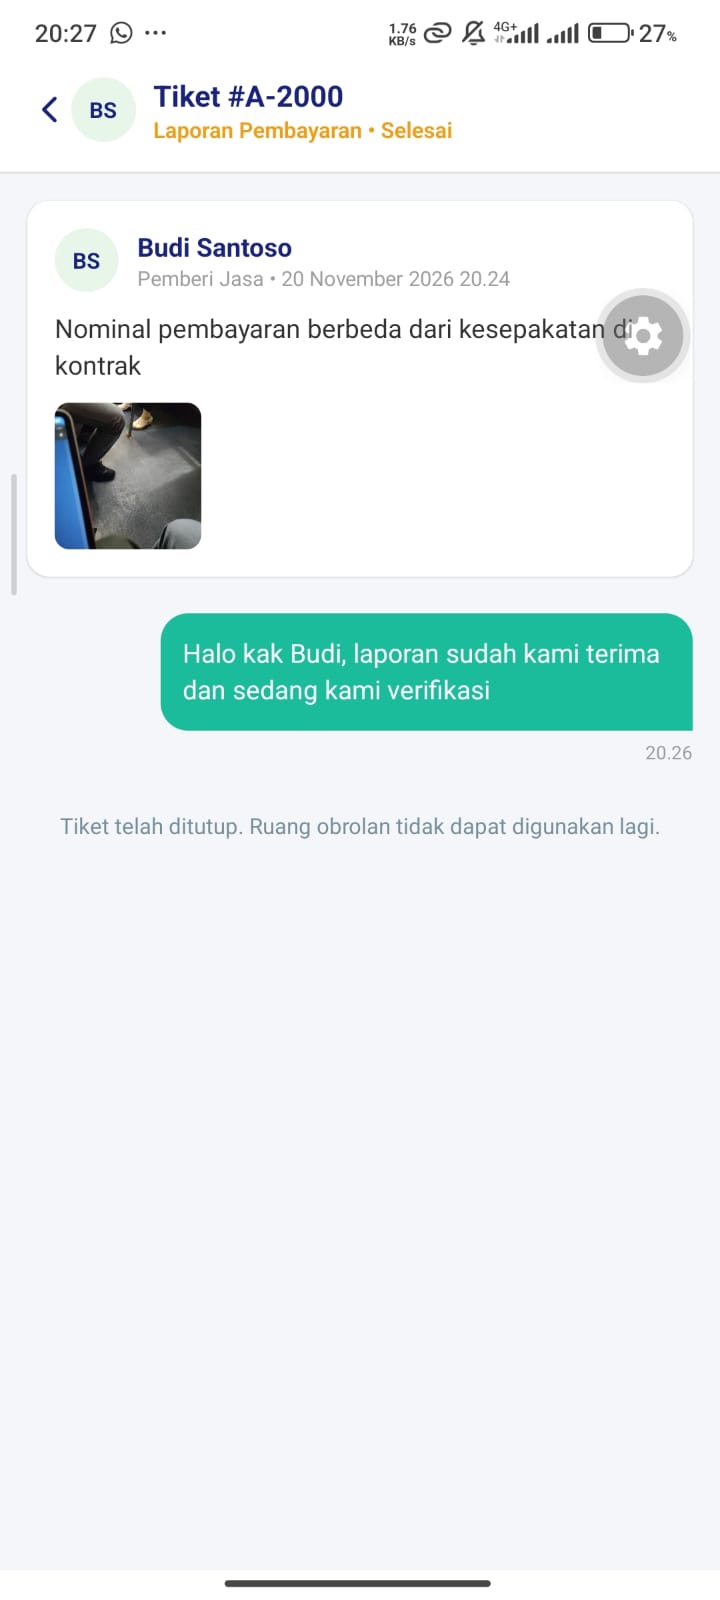 20:27
1.76
KB/s
4G+
27%
BS
Tiket #A-2000
Laporan Pembayaran • Selesai
BS
Budi Santoso
Pemberi Jasa • 20 November 2026 20.24
Nominal pembayaran berbeda dari kesepakatan di
kontrak
Halo kak Budi, laporan sudah kami terima
dan sedang kami verifikasi
20.26
Tiket telah ditutup. Ruang obrolan tidak dapat digunakan lagi.